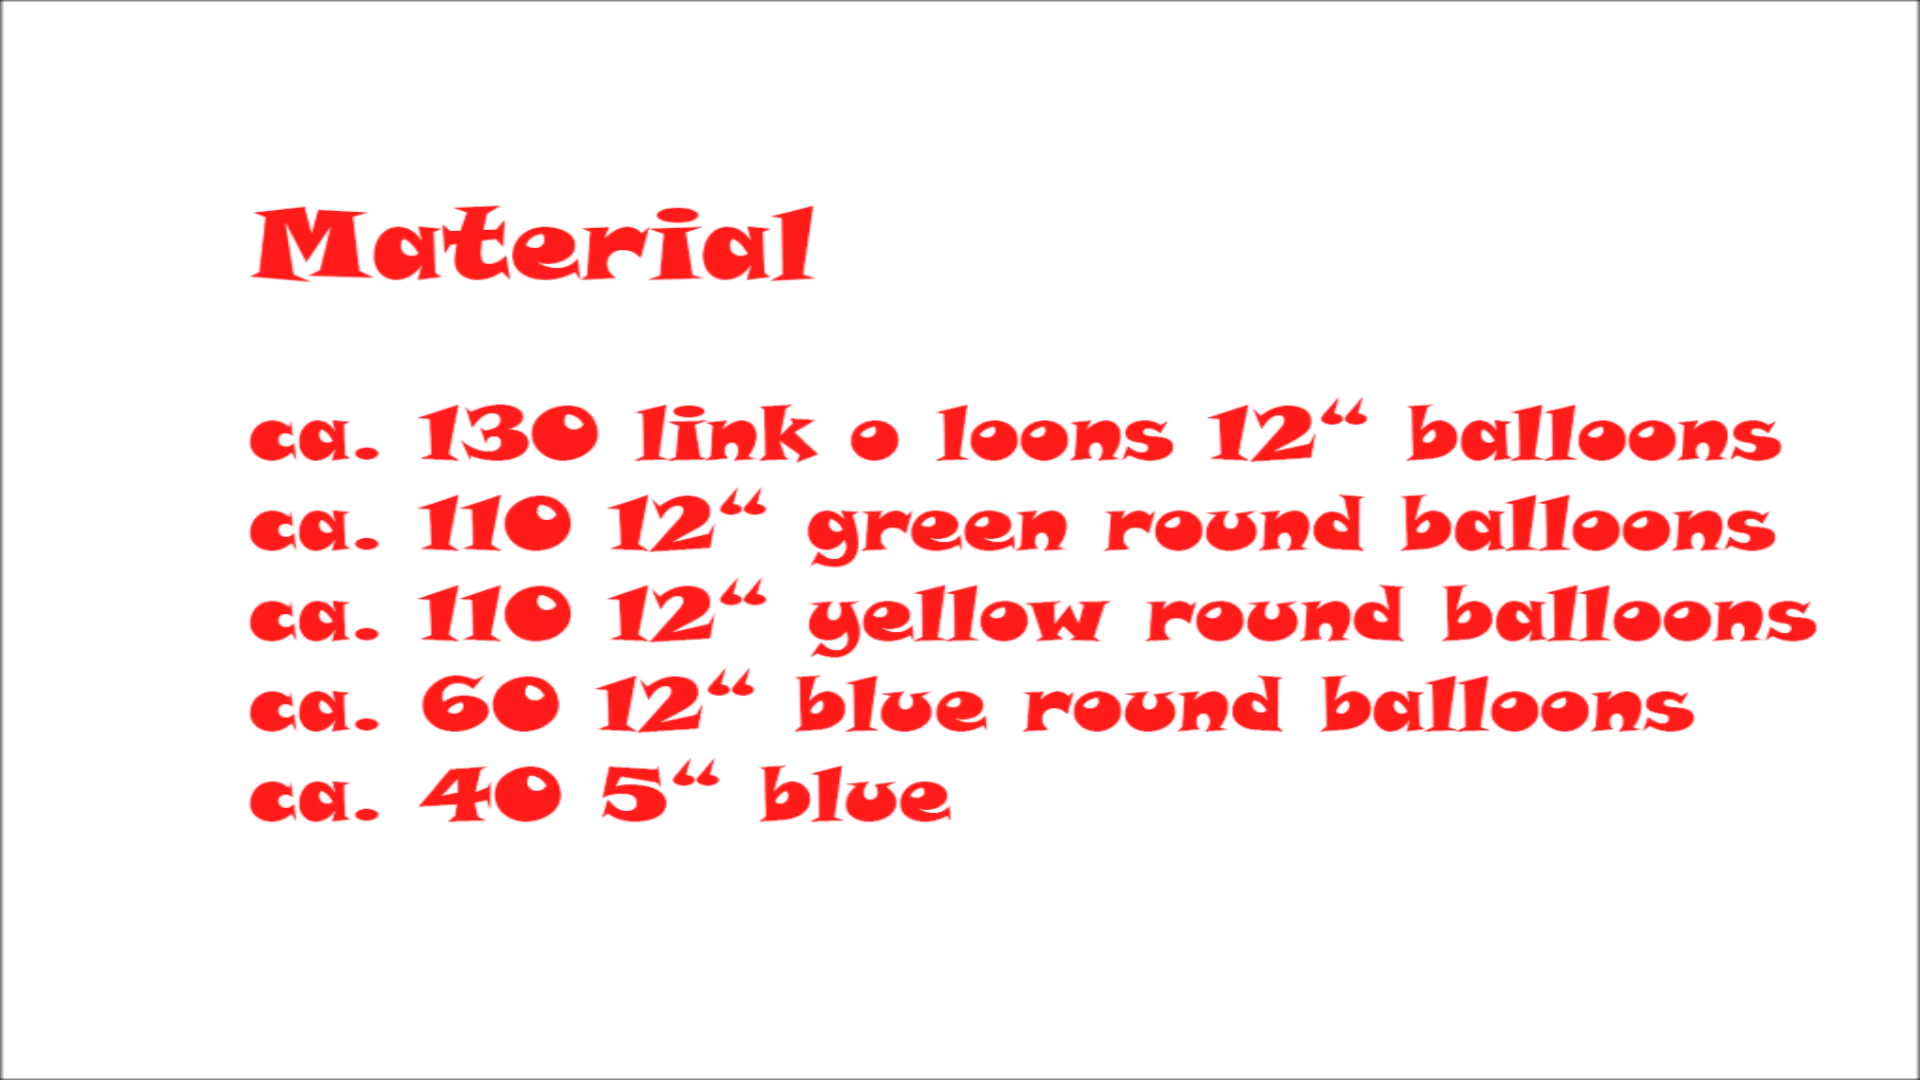 Material
ca. 130 link o loons 12“ balloons
ca. 110 12“ green round balloons
ca. 110 12“ yellow round balloons
ca. 60 12“ blue round balloons
ca. 40 5“ blue